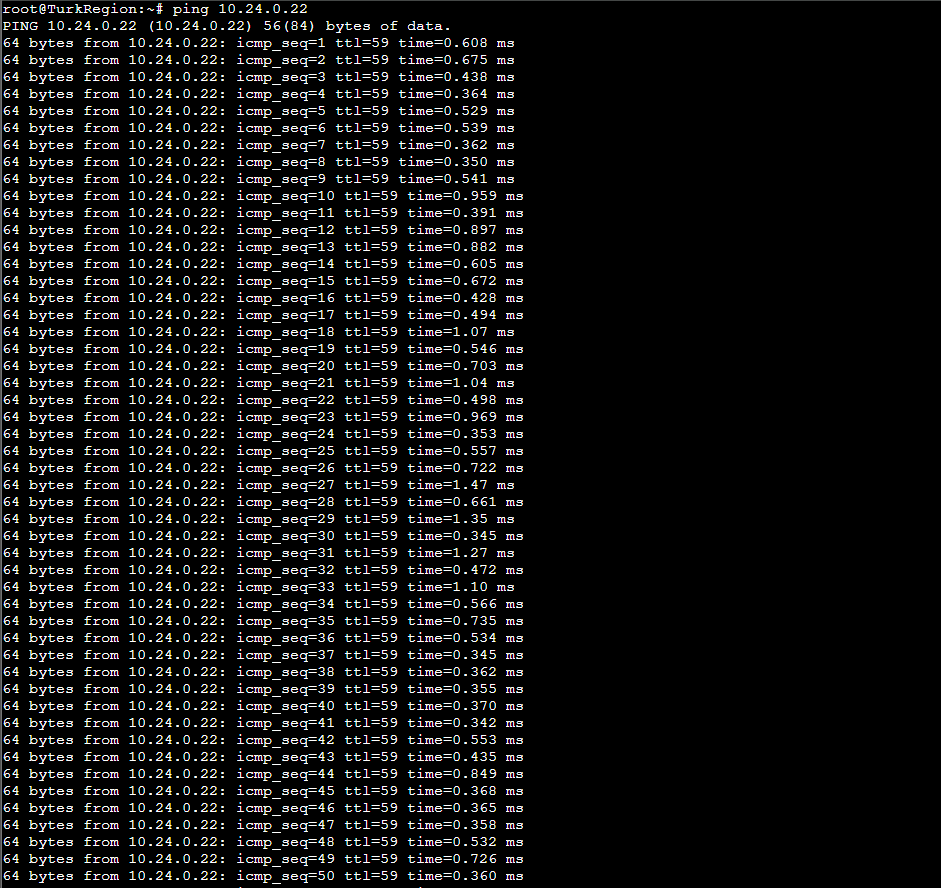 root@TurkRegion:~# ping 10.24.0.22
PING 10.24.0.22 (10.24.0.22) 56(84) bytes of data.
64 bytes from 10.24.0.22: icmp_seq=1 ttl=59 time=0.608 ms
64 bytes from 10.24.0.22: icmp_seq=2 ttl=59 time=0.675 ms
64 bytes from 10.24.0.22: icmp_seq=3 ttl=59 time=0.438 ms
64 bytes from 10.24.0.22: icmp_seq=4 ttl=59 time=0.364 ms
64 bytes from 10.24.0.22: icmp_seq=5 ttl=59 time=0.529 ms
64 bytes from 10.24.0.22: icmp_seq=6 ttl=59 time=0.539 ms
64 bytes from 10.24.0.22: icmp_seq=7 ttl=59 time=0.362 ms
64 bytes from 10.24.0.22: icmp_seq=8 ttl=59 time=0.350 ms
64 bytes from 10.24.0.22: icmp_seq=9 ttl=59 time=0.541 ms
64 bytes from 10.24.0.22: icmp_seq=10 ttl=59 time=0.959 ms
64 bytes from 10.24.0.22: icmp_seq=11 ttl=59 time=0.391 ms
64 bytes from 10.24.0.22: icmp_seq=12 ttl=59 time=0.897 ms
64 bytes from 10.24.0.22: icmp_seq=13 ttl=59 time=0.882 ms
64 bytes from 10.24.0.22: icmp_seq=14 ttl=59 time=0.605 ms
64 bytes from 10.24.0.22: icmp_seq=15 ttl=59 time=0.672 ms
64 bytes from 10.24.0.22: icmp_seq=16 ttl=59 time=0.428 ms
64 bytes from 10.24.0.22: icmp_seq=17 ttl=59 time=0.494 ms
64 bytes from 10.24.0.22: icmp_seq=18 ttl=59 time=1.07 ms
64 bytes from 10.24.0.22: icmp_seq=19 ttl=59 time=0.546 ms
64 bytes from 10.24.0.22: icmp_seq=20 ttl=59 time=0.703 ms
64 bytes from 10.24.0.22: icmp_seq=21 ttl=59 time=1.04 ms
64 bytes from 10.24.0.22: icmp_seq=22 ttl=59 time=0.498 ms
64 bytes from 10.24.0.22: icmp_seq=23 ttl=59 time=0.969 ms
64 bytes from 10.24.0.22: icmp_seq=24 ttl=59 time=0.353 ms
64 bytes from 10.24.0.22: icmp_seq=25 ttl=59 time=0.557 ms
64 bytes from 10.24.0.22: icmp_seq=26 ttl=59 time=0.722 ms
64 bytes from 10.24.0.22: icmp_seq=27 ttl=59 time=1.47 ms
64 bytes from 10.24.0.22: icmp_seq=28 ttl=59 time=0.661 ms
64 bytes from 10.24.0.22: icmp_seq=29 ttl=59 time=1.35 ms
64 bytes from 10.24.0.22: icmp_seq=30 ttl=59 time=0.345 ms
64 bytes from 10.24.0.22: icmp_seq=31 ttl=59 time=1.27 ms
64 bytes from 10.24.0.22: icmp_seq=32 ttl=59 time=0.472 ms
64 bytes from 10.24.0.22: icmp_seq=33 ttl=59 time=1.10 ms
64 bytes from 10.24.0.22: icmp_seq=34 ttl=59 time=0.566 ms
64 bytes from 10.24.0.22: icmp_seq=35 ttl=59 time=0.735 ms
64 bytes from 10.24.0.22: icmp_seq=36 ttl=59 time=0.534 ms
64 bytes from 10.24.0.22: icmp_seq=37 ttl=59 time=0.345 ms
64 bytes from 10.24.0.22: icmp_seq=38 ttl=59 time=0.362 ms
64 bytes from 10.24.0.22: icmp_seq=39 ttl=59 time=0.355 ms
64 bytes from 10.24.0.22: icmp_seq=40 ttl=59 time=0.370 ms
64 bytes from 10.24.0.22: icmp_seq=41 ttl=59 time=0.342 ms
64 bytes from 10.24.0.22: icmp_seq=42 ttl=59 time=0.553 ms
64 bytes from 10.24.0.22: icmp_seq=43 ttl=59 time=0.435 ms
64 bytes from 10.24.0.22: icmp_seq=44 ttl=59 time=0.849 ms
64 bytes from 10.24.0.22: icmp_seq=45 ttl=59 time=0.368 ms
64 bytes from 10.24.0.22: icmp_seq=46 ttl=59 time=0.365 ms
64 bytes from 10.24.0.22: icmp_seq=47 ttl=59 time=0.358 ms
64 bytes from 10.24.0.22: icmp_seq=48 ttl=59 time=0.532 ms
64 bytes from 10.24.0.22: icmp_seq=49 ttl=59 time=0.726 ms
64 bytes from 10.24.0.22: icmp_seq=50 ttl=59 time=0.360 ms